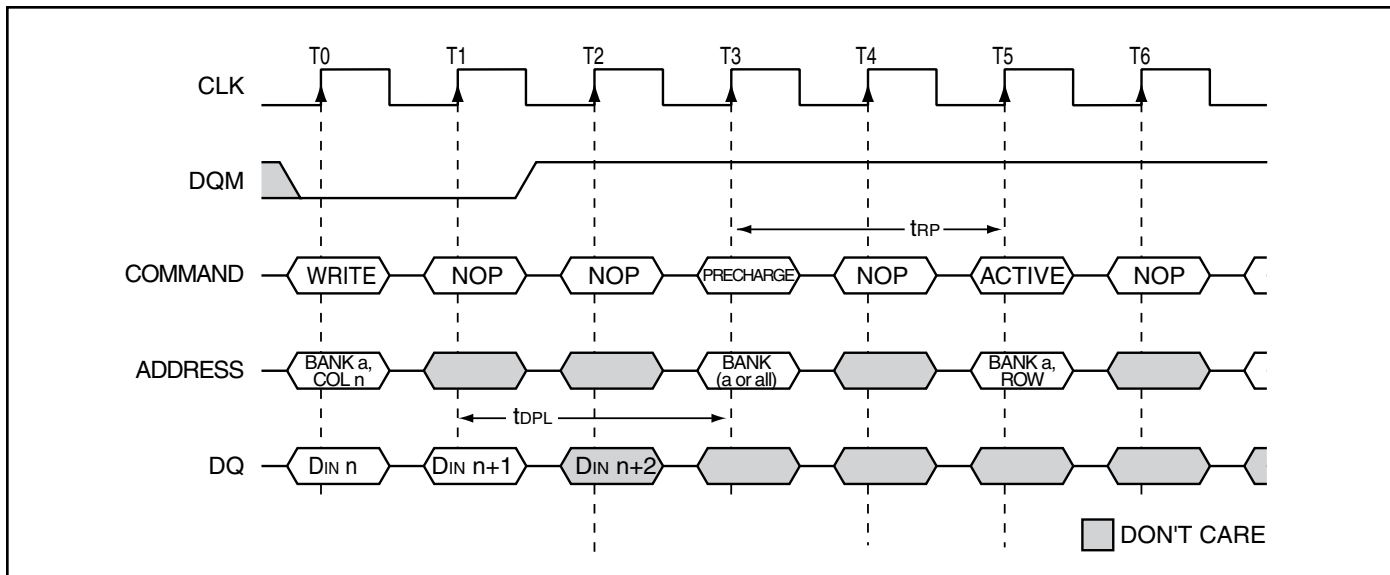 T0 T1 T2 T3 T4 T5 T6
CLK
DQM
tRP
COMMAND WRITE NOP NOP PRECHARGE NOP ACTIVE NOP
ADDRESS BANK a, COL n BANK (a or all) BANK a, ROW
tDPL
DQ DIN n DIN n+1 DIN n+2
DON'T CARE